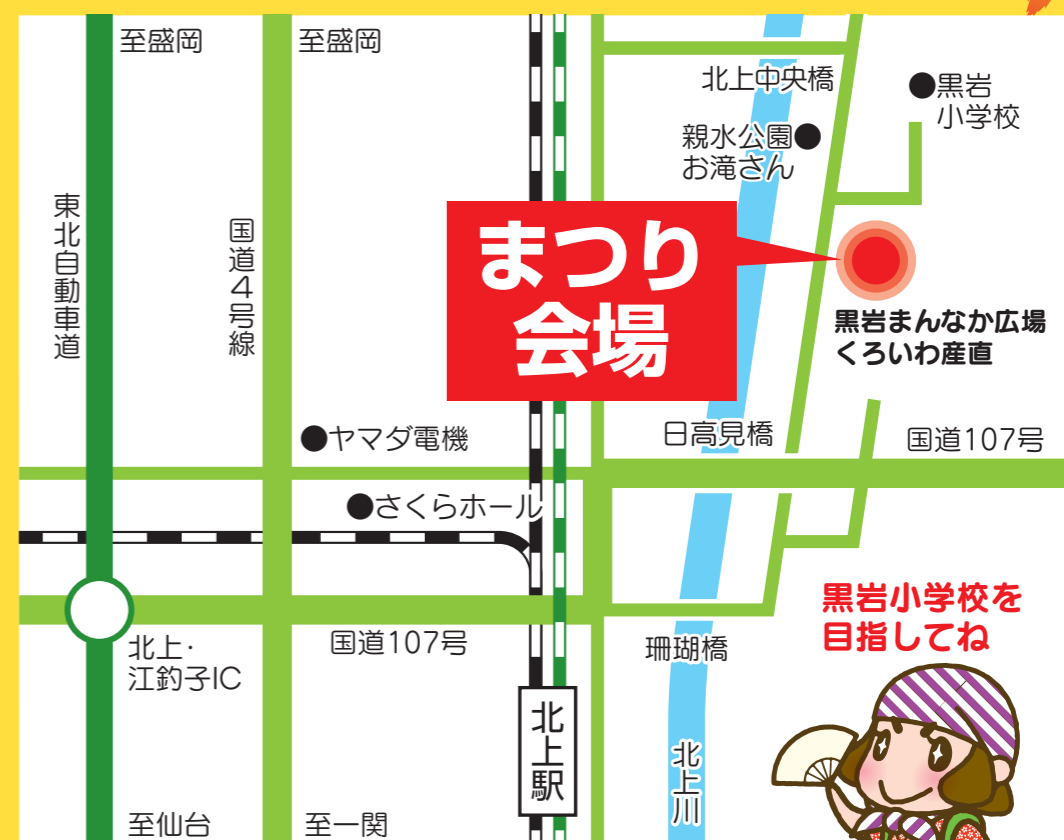 至盛岡
至盛岡
北上中央橋
黒岩
小学校
親水公園
お滝さん
東北自動車道
国道4号線
まつり
会場
黒岩まんなか広場
くろいわ産直
ヤマダ電機
日高見橋
国道107号
さくらホール
黒岩小学校を
目指してね
北上·
江釣子IC
国道107号
珊瑚橋
北上駅
北上川
至仙台
至一関